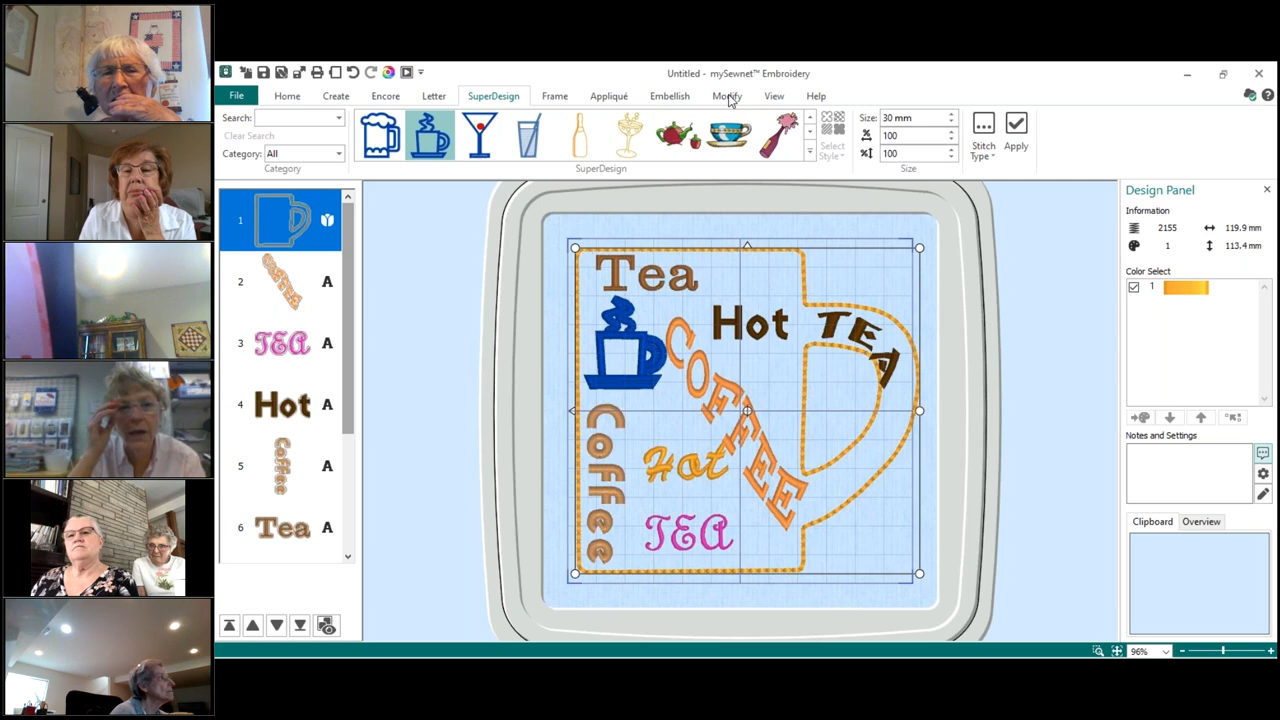 Untitled - mySewnet™ Embroidery
File Home Create Encore Letter SuperDesign Frame Appliqué Embellish Modify View Help
Search:
Clear Search
Category: All
Category
SuperDesign
Select Style
Size: 30 mm
100
100
Size
Stitch Type
Apply
1
2 A
3 TEA A
4 Hot A
5 Coffee A
6 Tea A
Tea
Hot TEA
COFFEE
Coffee
Hot
TEA
Design Panel
Information
2155 119.9 mm
1 113.4 mm
Color Select
1
Notes and Settings
Clipboard Overview
96%